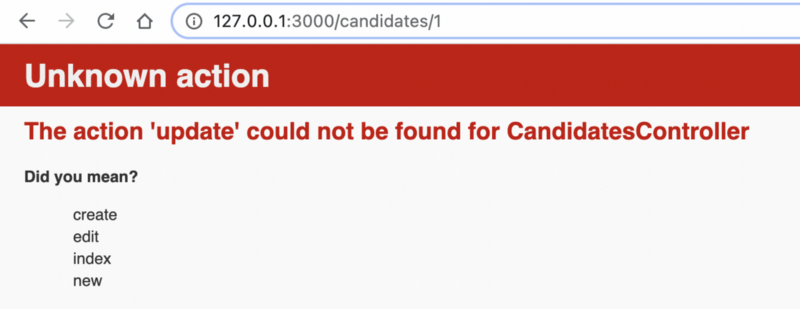 127.0.0.1:3000/candidates/1
Unknown action
The action 'update' could not be found for CandidatesController
Did you mean?
create
edit
index
new